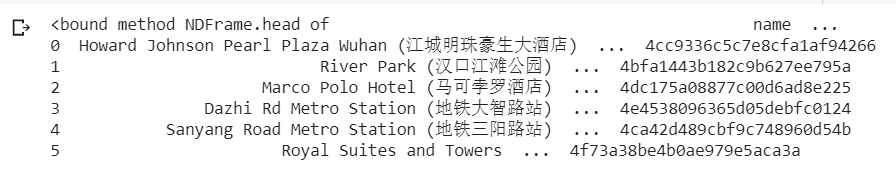 <bound method NDFrame.head of name ...
0 Howard Johnson Pearl Plaza Wuhan (江城明珠豪生大酒店) ... 4cc9336c5c7e8cfa1af94266
1 River Park (汉口江滩公园) ... 4bfa1443b182c9b627ee795a
2 Marco Polo Hotel (马可孛罗酒店) ... 4dc175a08877c00d6ad8e225
3 Dazhi Rd Metro Station (地铁大智路站) ... 4e4538096365d05debfc0124
4 Sanyang Road Metro Station (地铁三阳路站) ... 4ca42d489cbf9c748960d54b
5 Royal Suites and Towers ... 4f73a38be4b0ae979e5aca3a